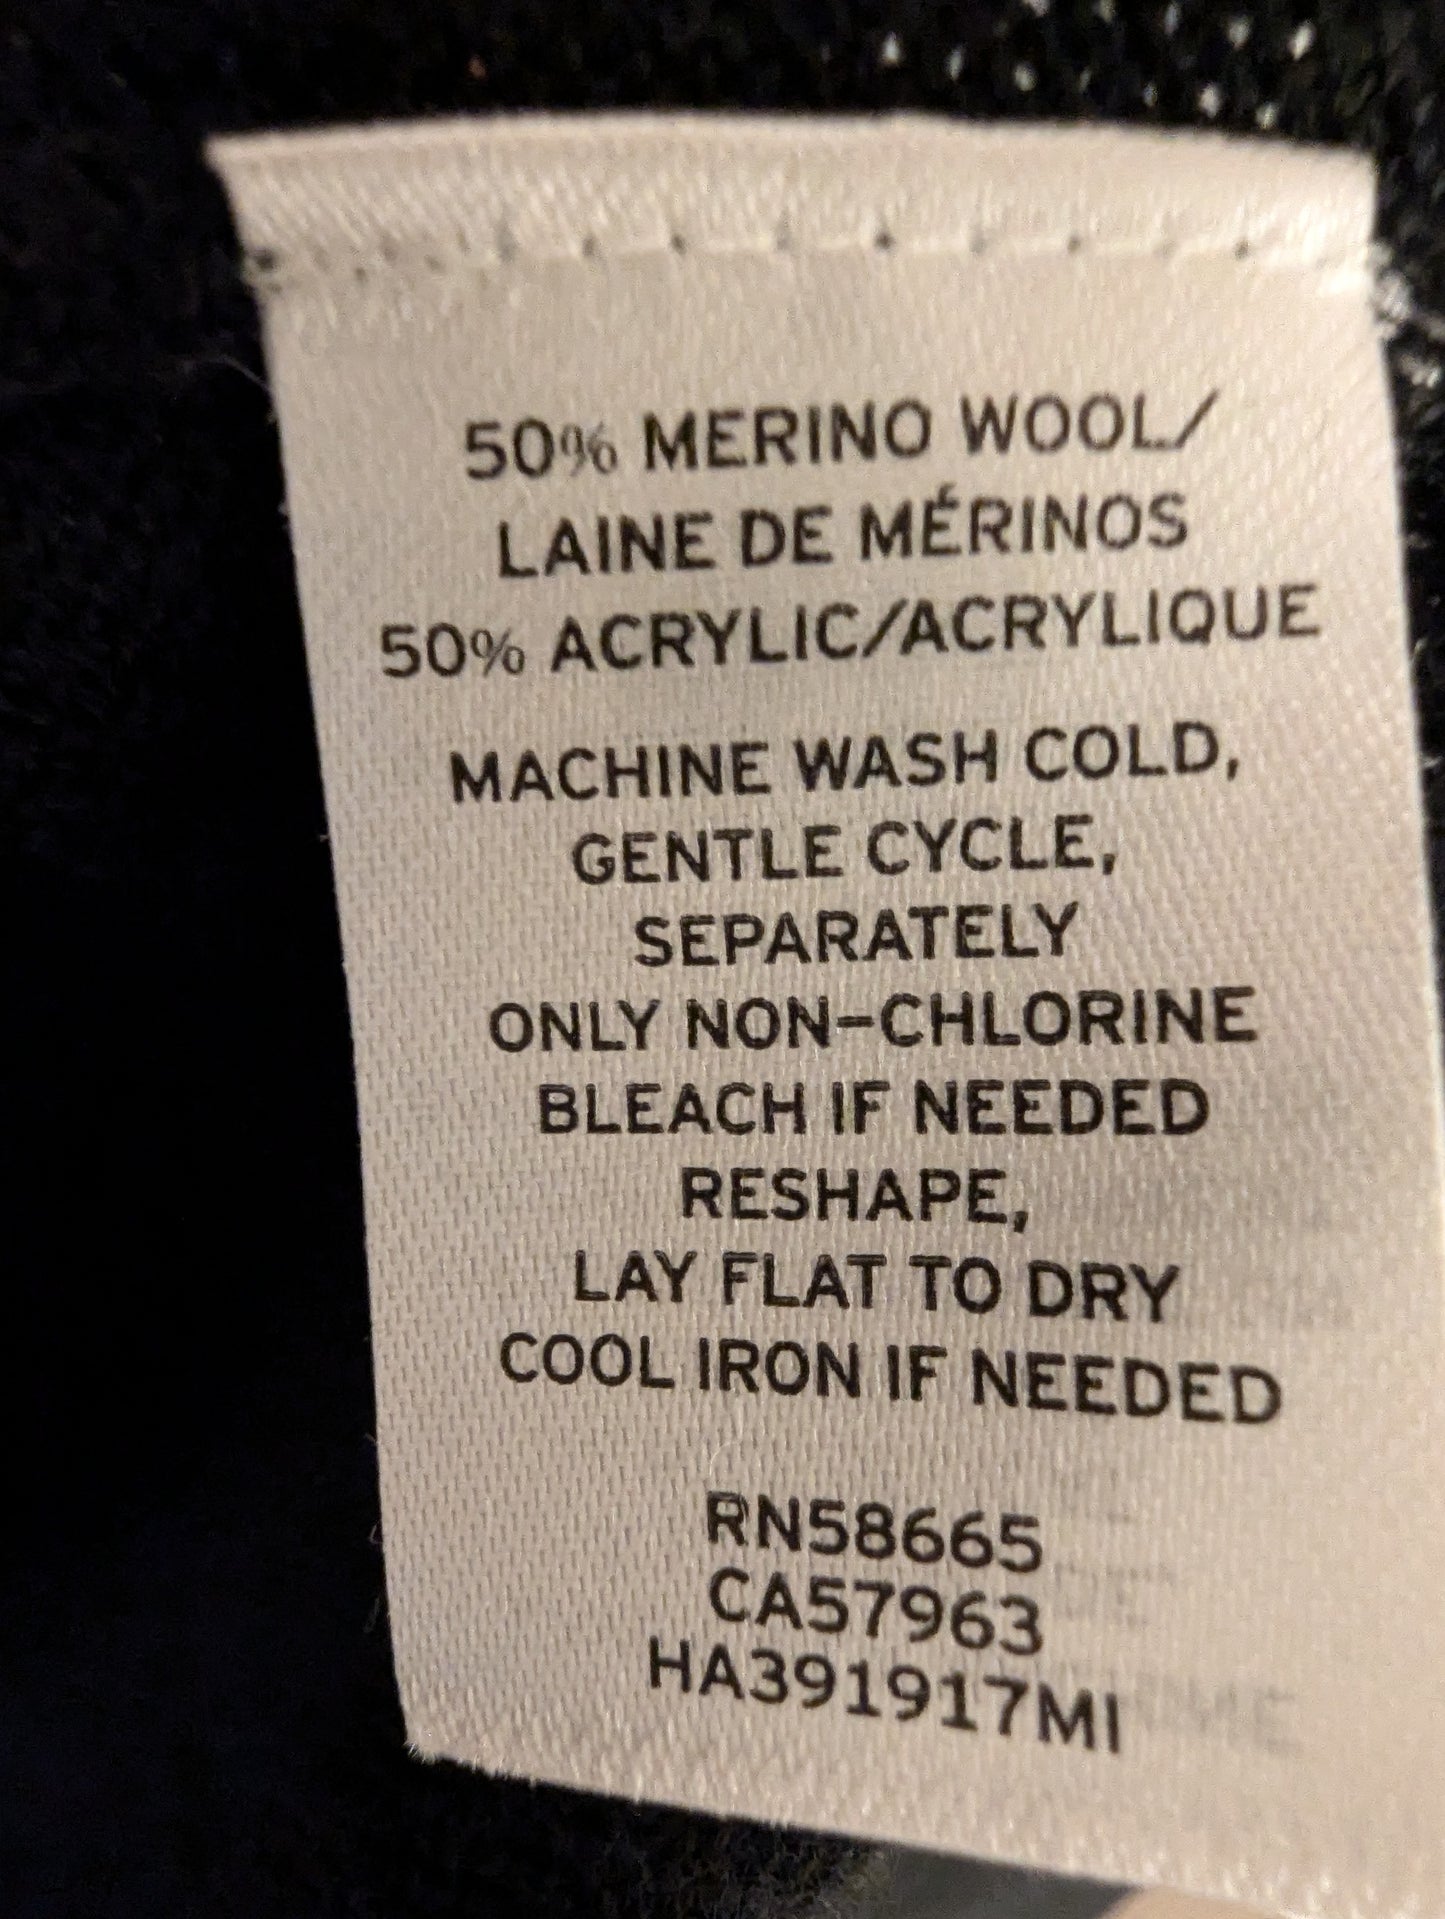 50% MERINO WOOL/
LAINE DE MÉRINOS
50% ACRYLIC/ACRYLIQUE
MACHINE WASH COLD,
GENTLE CYCLE,
SEPARATELY
ONLY NON-CHLORINE
BLEACH IF NEEDED
RESHAPE,
LAY FLAT TO DRY
COOL IRON IF NEEDED
RN58665
CA57963
HA391917MI